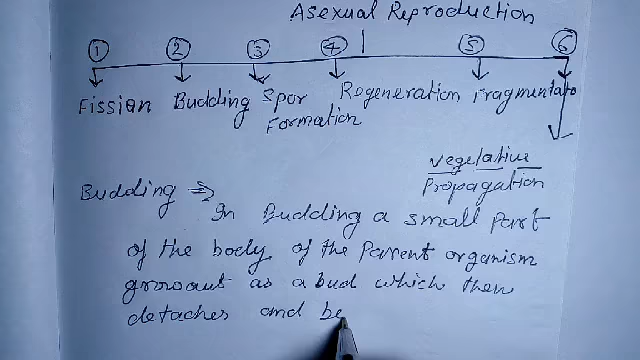 Asexual Reproduction
1 2 3 4 5 6
Fission Budding Spor Regeneration Fragmentatio
Formation
vegetative
Propagation
Budding ⇒
In Budding a small part
of the body of the Parent organism
growout as a bud which then
detaches and be